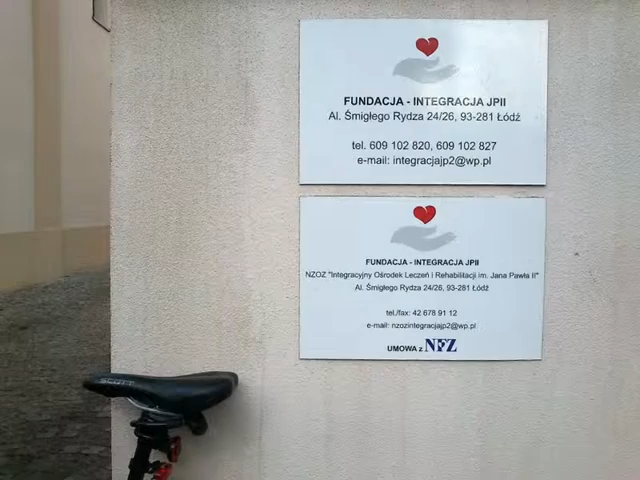 FUNDACJA - INTEGRACJA JPII
Al. Śmigłego Rydza 24/26, 93-281 Łódź
tel. 609 102 820, 609 102 827
e-mail: integracjajp2@wp.pl
FUNDACJA - INTEGRACJA JPII
NZOZ "Integracyjny Ośrodek Leczeń i Rehabilitacji im. Jana Pawła II"
Al. Śmigłego Rydza 24/26, 93-281 Łódź
tel./fax: 42 678 91 12
e-mail: nzozintegracjajp2@wp.pl
UMOWA z NFZ